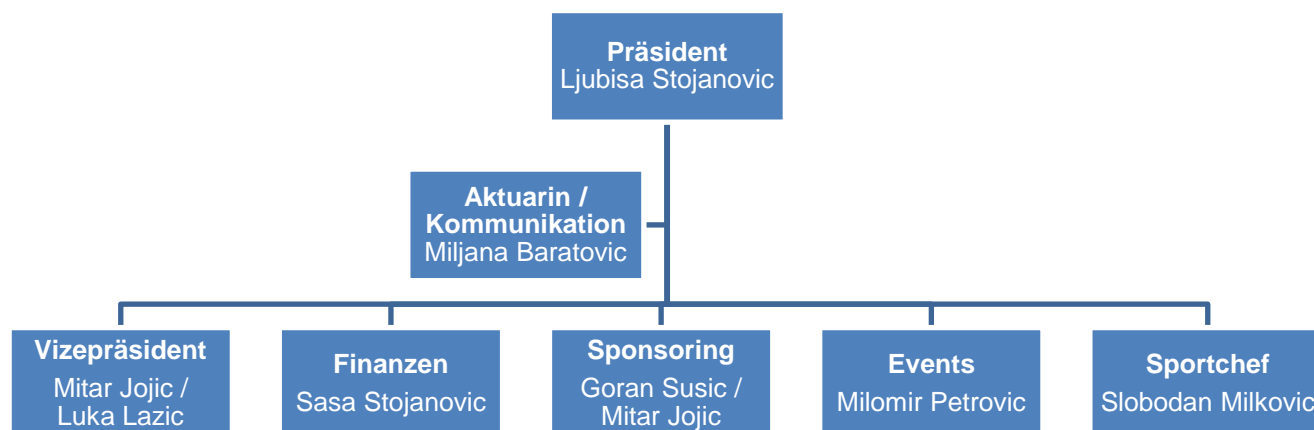 Präsident
Ljubisa Stojanovic
Aktuarin /
Kommunikation
Miljana Baratovic
Vizepräsident
Mitar Jojic /
Luka Lazic
Finanzen
Sasa Stojanovic
Sponsoring
Goran Susic /
Mitar Jojic
Events
Milomir Petrovic
Sportchef
Slobodan Milkovic